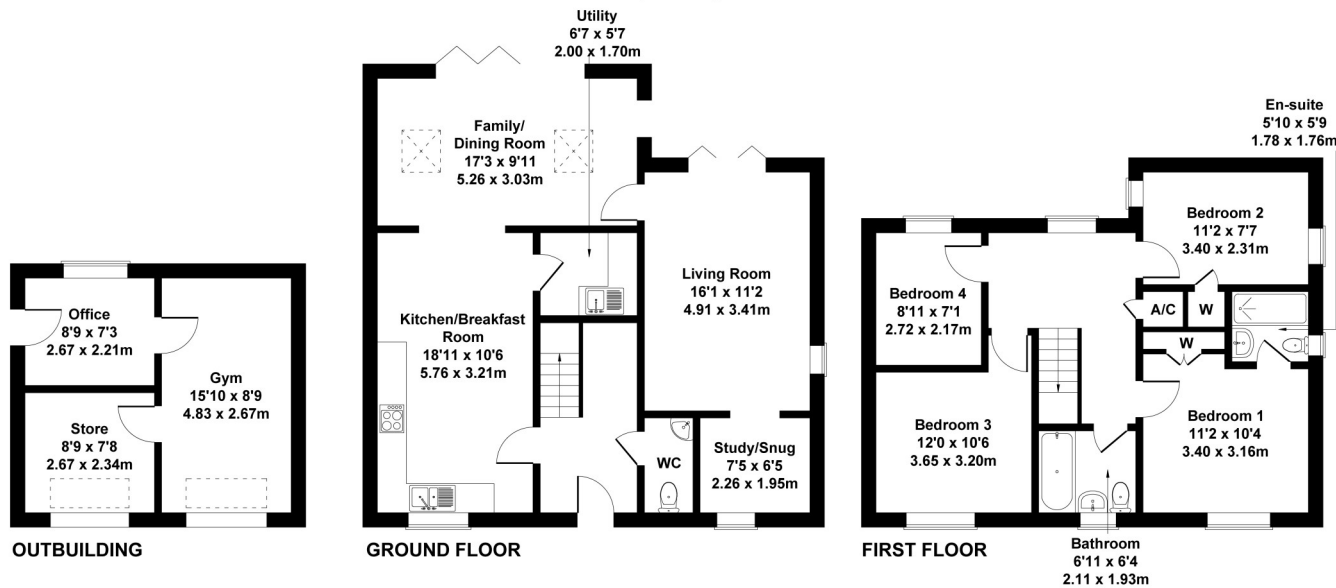 Utility
6'7 x 5'7
2.00 x 1.70m
Family/
Dining Room
17'3 x 9'11
5.26 x 3.03m
Kitchen/Breakfast
Room
18'11 x 10'6
5.76 x 3.21m
Living Room
16'1 x 11'2
4.91 x 3.41m
WC
Study/Snug
7'5 x 6'5
2.26 x 1.95m
GROUND FLOOR
Office
8'9 x 7'3
2.67 x 2.21m
Gym
15'10 x 8'9
4.83 x 2.67m
Store
8'9 x 7'8
2.67 x 2.34m
OUTBUILDING
En-suite
5'10 x 5'9
1.78 x 1.76m
Bedroom 2
11'2 x 7'7
3.40 x 2.31m
Bedroom 4
8'11 x 7'1
2.72 x 2.17m
A/C
W
W
Bedroom 3
12'0 x 10'6
3.65 x 3.20m
Bedroom 1
11'2 x 10'4
3.40 x 3.16m
FIRST FLOOR
Bathroom
6'11 x 6'4
2.11 x 1.93m